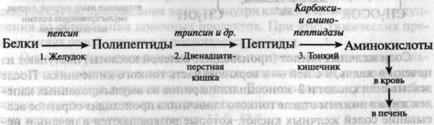 Карбокси-
и амино-
пептидазы
пепсин
трипсин и др.
Белки
Полипептиды
Пептиды
Аминокислоты
1. Желудок
2. Двенадцати-
перстная
кишка
3. Тонкий
кишечник
в кровь
в печень